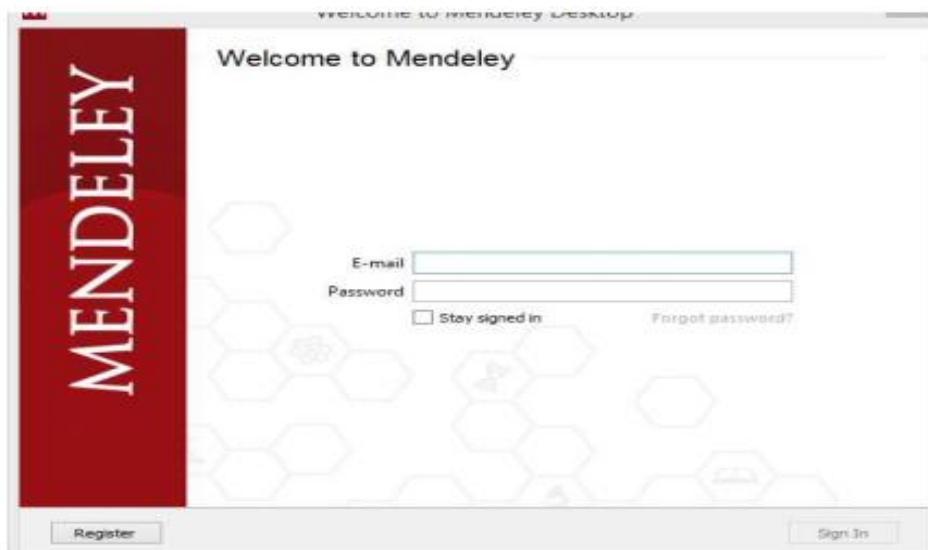 Welcome to Mendeley Desktop
Welcome to Mendeley
MENDELEY
E-mail
Password
Stay signed in
Forgot password?
Register
Sign In